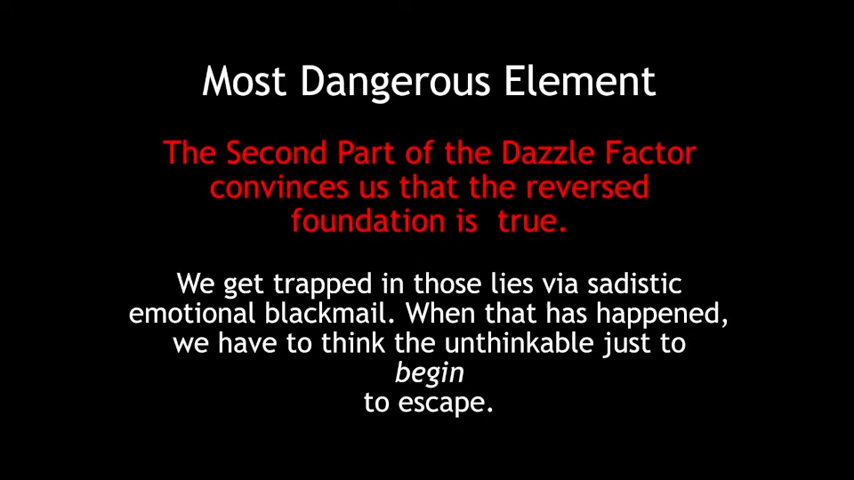 Most Dangerous Element
The Second Part of the Dazzle Factor
convinces us that the reversed
foundation is  true.
We get trapped in those lies via sadistic
emotional blackmail. When that has happened,
we have to think the unthinkable just to
begin
to escape.